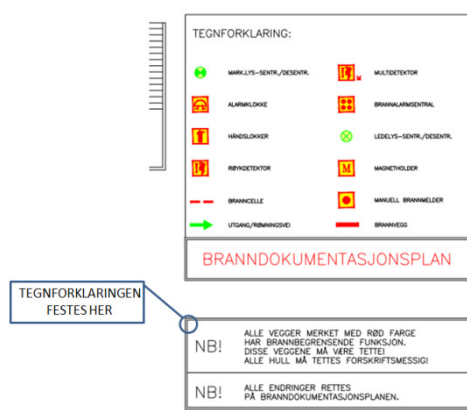 TEGNFORKLARING:
MARK.LYS-SENTR./DESENTR.
MULTIDETEKTOR
ALARMKLOKKE
BRANNALARMSENTRAL
HÅNDSLOKKER
LEDELYS-SENTR./DESENTR.
RØYKDETEKTOR
M
MAGNETHOLDER
BRANNCELLE
MANUELL BRANNMELDER
UTGANG/RØMNINGSVEI
BRANNVEGG
BRANNDOKUMENTASJONSPLAN
TEGNFORKLARINGEN
FESTES HER
NB!
ALLE VEGGER MERKET MED RØD FARGE
HAR BRANNBEGRENSENDE FUNKSJON.
DISSE VEGGENE MÅ VÆRE TETTE!
ALLE HULL MÅ TETTES FORSKRIFTSMESSIG!
NB!
ALLE ENDRINGER RETTES
PÅ BRANNDOKUMENTASJONSPLANEN.